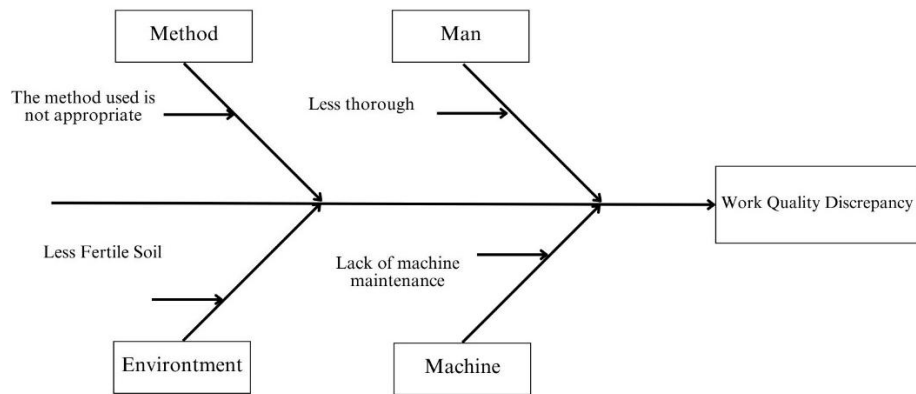 Method
Man
The method used is
not appropriate
Less thorough
Work Quality Discrepancy
Less Fertile Soil
Lack of machine
maintenance
Environtment
Machine